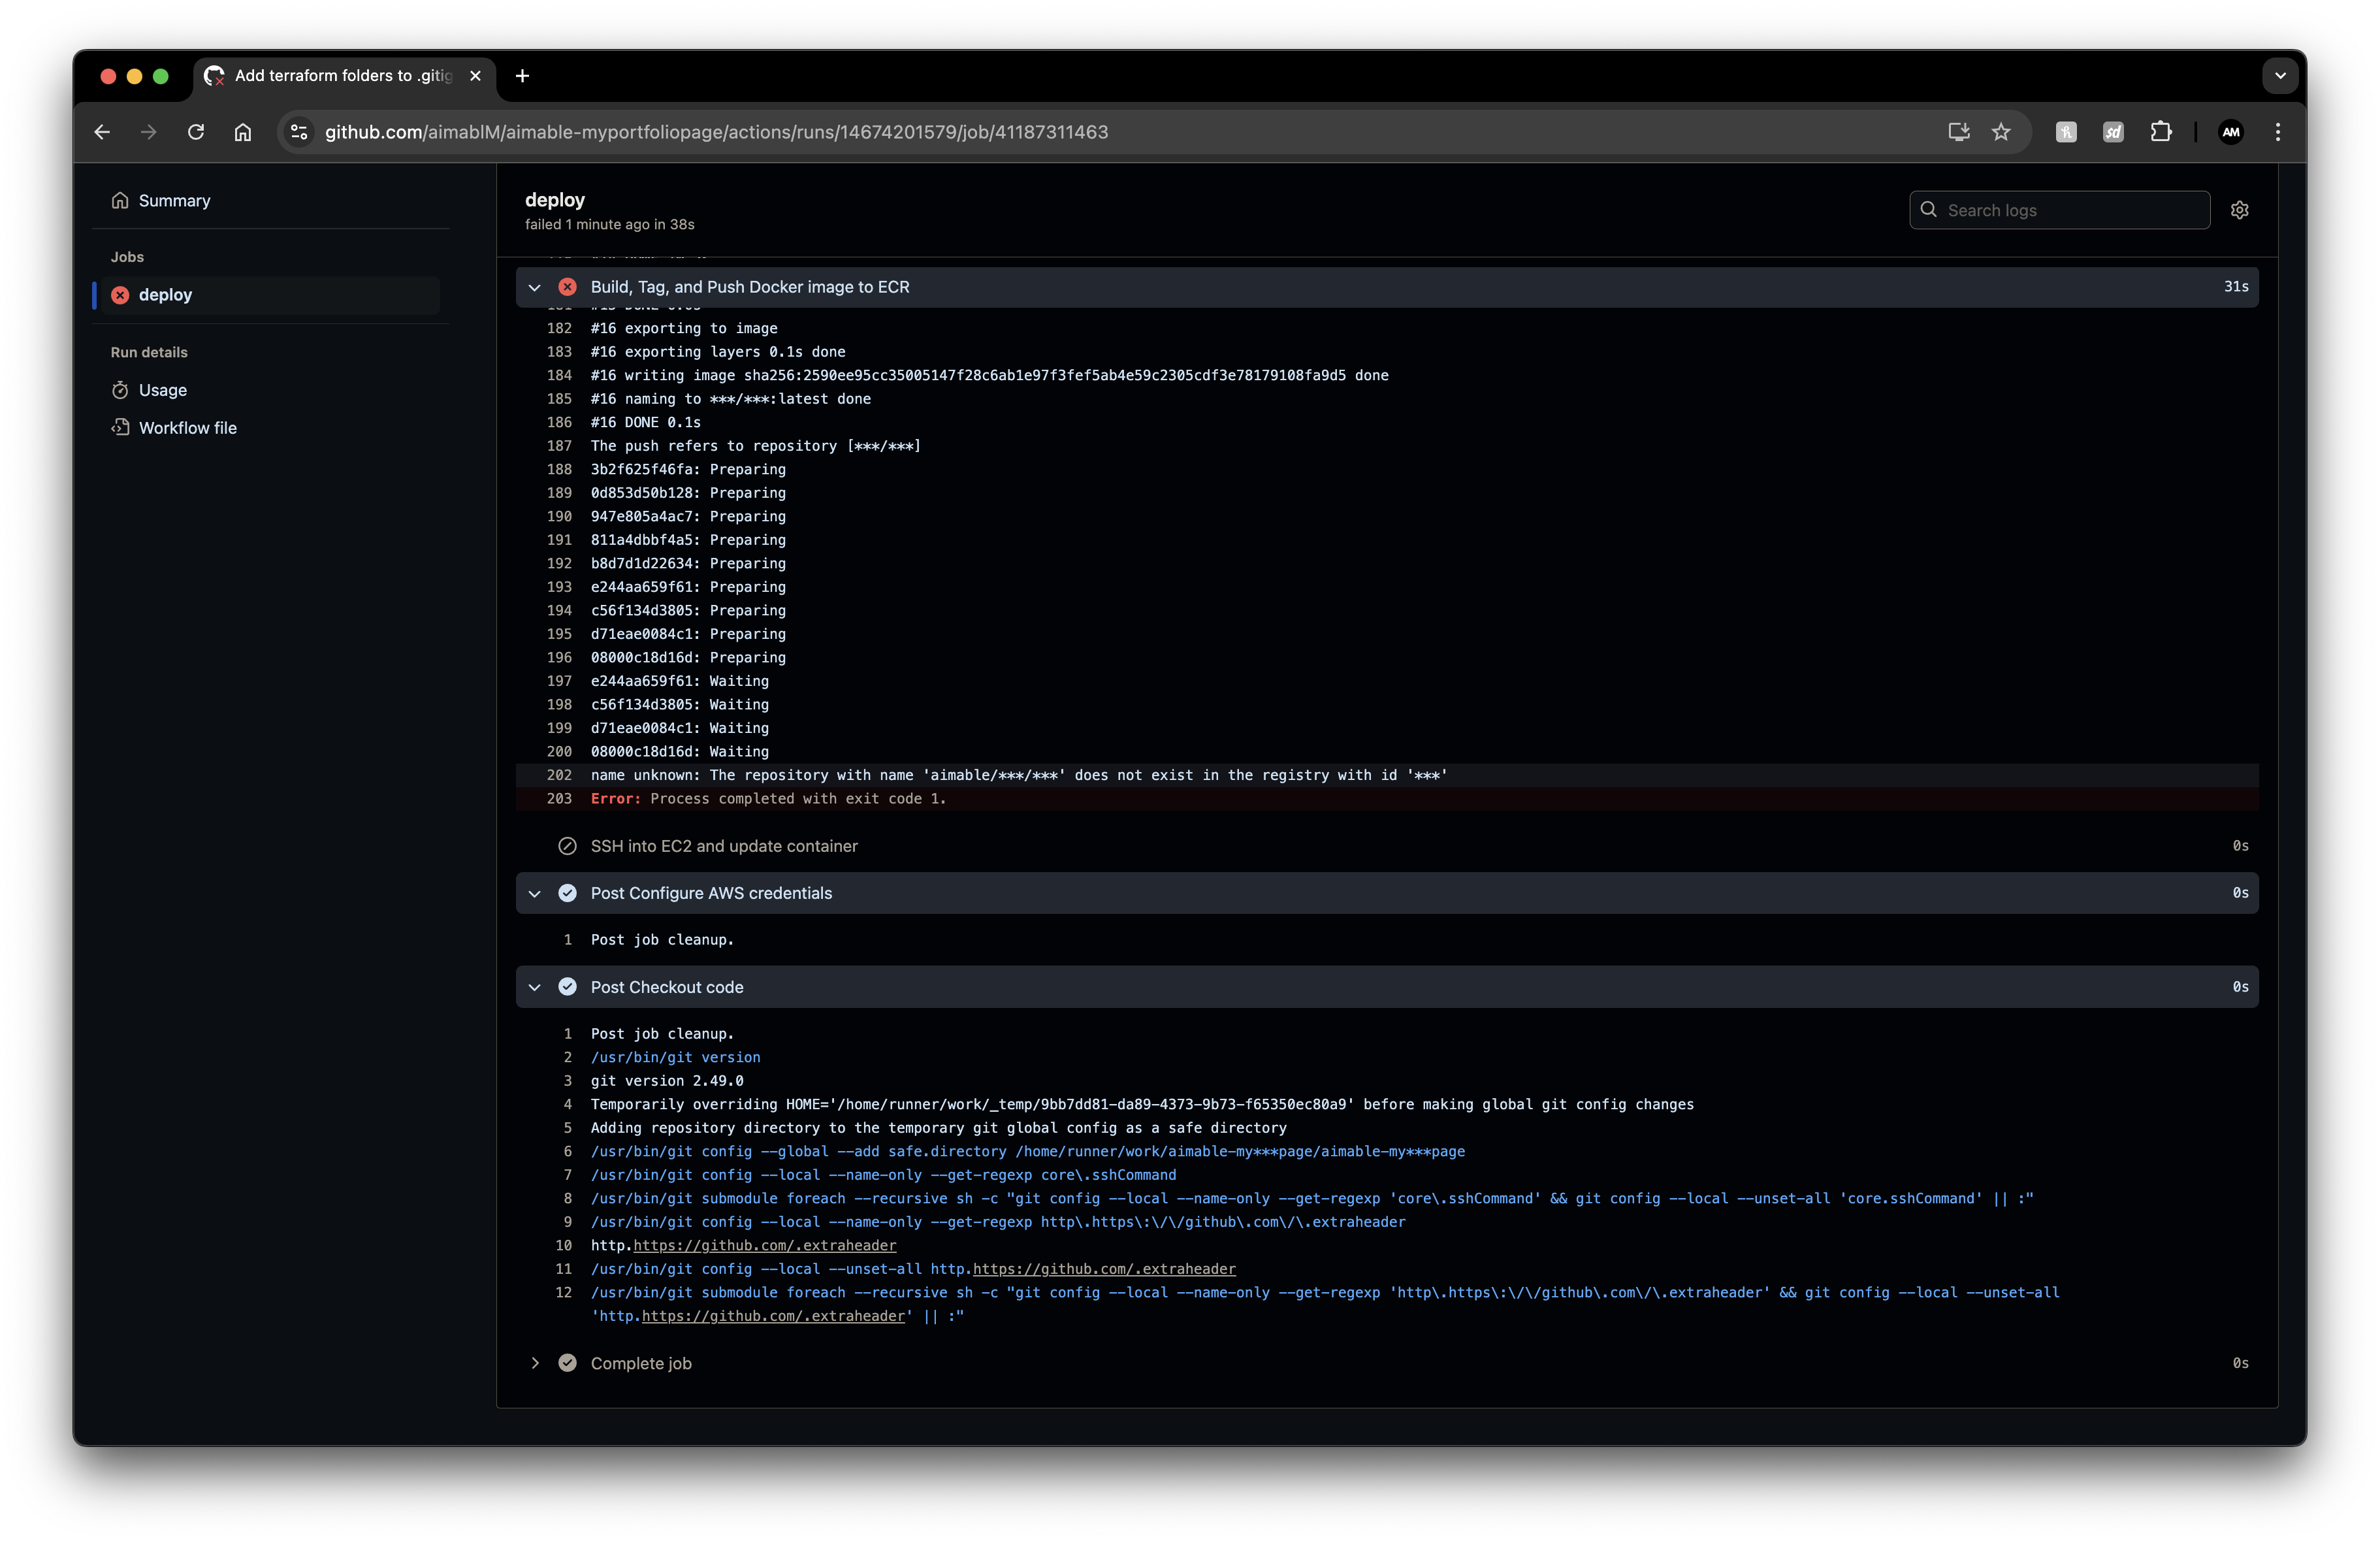 Add terraform folders to .gitig
github.com/aimablM/aimable-myportfoliopage/actions/runs/14674201579/job/41187311463
sd
AM
Summary
Jobs
deploy
Run details
Usage
Workflow file
deploy
failed 1 minute ago in 38s
Search logs
Build, Tag, and Push Docker image to ECR 31s
182 #16 exporting to image
183 #16 exporting layers 0.1s done
184 #16 writing image sha256:2590ee95cc35005147f28c6ab1e97f3fef5ab4e59c2305cdf3e78179108fa9d5 done
185 #16 naming to ***/***:latest done
186 #16 DONE 0.1s
187 The push refers to repository [***/***]
188 3b2f625f46fa: Preparing
189 0d853d50b128: Preparing
190 947e805a4ac7: Preparing
191 811a4dbbf4a5: Preparing
192 b8d7d1d22634: Preparing
193 e244aa659f61: Preparing
194 c56f134d3805: Preparing
195 d71eae0084c1: Preparing
196 08000c18d16d: Preparing
197 e244aa659f61: Waiting
198 c56f134d3805: Waiting
199 d71eae0084c1: Waiting
200 08000c18d16d: Waiting
202 name unknown: The repository with name 'aimable/***/***' does not exist in the registry with id '***'
203 Error: Process completed with exit code 1.
SSH into EC2 and update container 0s
Post Configure AWS credentials 0s
1 Post job cleanup.
Post Checkout code 0s
1 Post job cleanup.
2 /usr/bin/git version
3 git version 2.49.0
4 Temporarily overriding HOME='/home/runner/work/_temp/9bb7dd81-da89-4373-9b73-f65350ec80a9' before making global git config changes
5 Adding repository directory to the temporary git global config as a safe directory
6 /usr/bin/git config --global --add safe.directory /home/runner/work/aimable-my***page/aimable-my***page
7 /usr/bin/git config --local --name-only --get-regexp core\.sshCommand
8 /usr/bin/git submodule foreach --recursive sh -c "git config --local --name-only --get-regexp 'core\.sshCommand' && git config --local --unset-all 'core.sshCommand' || :"
9 /usr/bin/git config --local --name-only --get-regexp http\.https\:\/\/github\.com\/\.extraheader
10 http.https://github.com/.extraheader
11 /usr/bin/git config --local --unset-all http.https://github.com/.extraheader
12 /usr/bin/git submodule foreach --recursive sh -c "git config --local --name-only --get-regexp 'http\.https\:\/\/github\.com\/\.extraheader' && git config --local --unset-all
'http.https://github.com/.extraheader' || :"
Complete job 0s